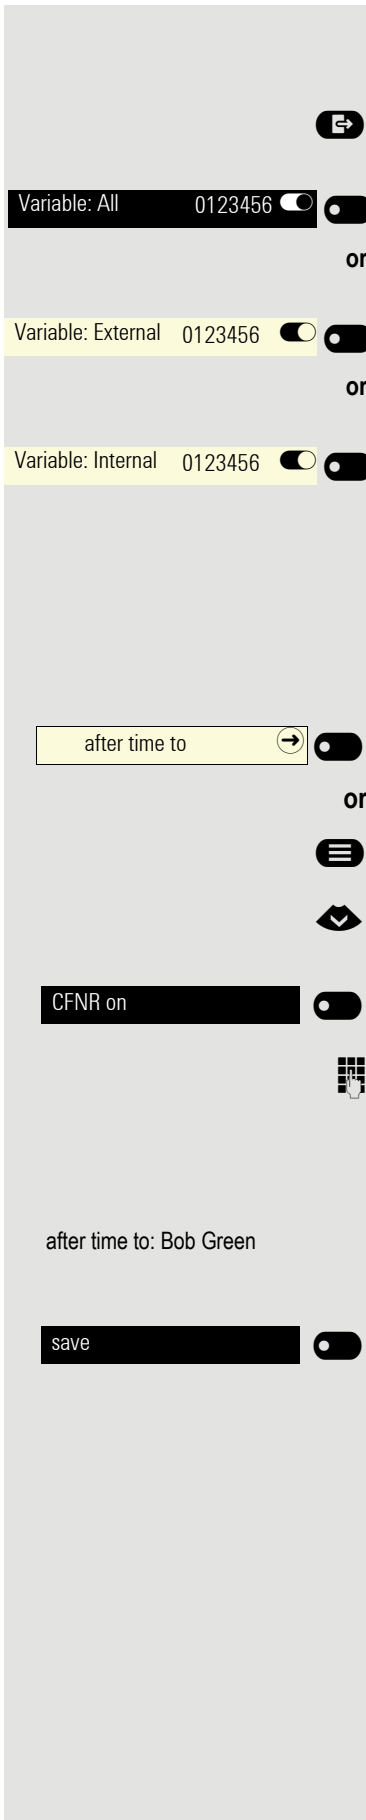 Variable: All 0123456
or
Variable: External 0123456
or
Variable: Internal 0123456
after time to
or
CFNR on
after time to: Bob Green
save